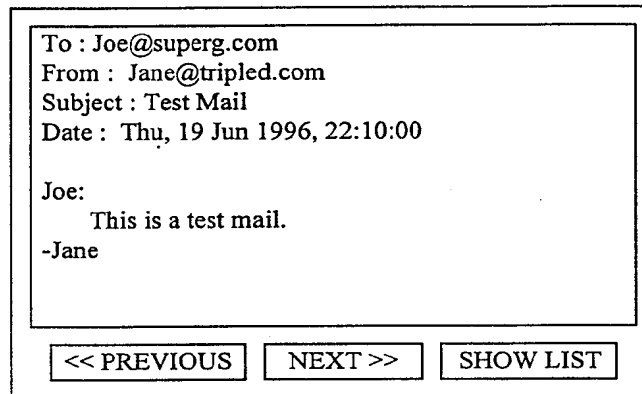 To : Joe@superg.com
From : Jane@tripled.com
Subject : Test Mail
Date : Thu, 19 Jun 1996, 22:10:00
Joe:
This is a test mail.
-Jane
<< PREVIOUS NEXT >> SHOW LIST